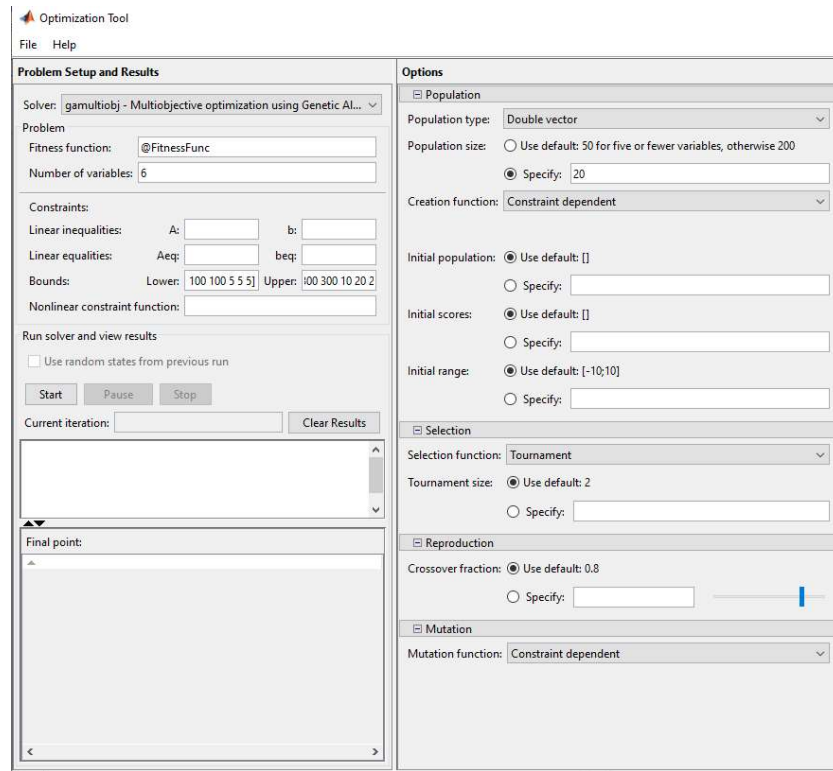 Optimization Tool
File Help
Problem Setup and Results
Solver: gamultiobj - Multiobjective optimization using Genetic Al...
Problem
Fitness function: @FitnessFunc
Number of variables: 6
Constraints:
Linear inequalities: A: b:
Linear equalities: Aeq: beq:
Bounds: Lower: 100 100 5 5 5] Upper: 300 10 20 2
Nonlinear constraint function:
Run solver and view results
Use random states from previous run
Start Pause Stop
Current iteration: Clear Results
Final point:
Options
Population
Population type: Double vector
Population size: Use default: 50 for five or fewer variables, otherwise 200
Specify: 20
Creation function: Constraint dependent
Initial population: Use default: []
Specify:
Initial scores: Use default: []
Specify:
Initial range: Use default: [-10;10]
Specify:
Selection
Selection function: Tournament
Tournament size: Use default: 2
Specify:
Reproduction
Crossover fraction: Use default: 0.8
Specify:
Mutation
Mutation function: Constraint dependent